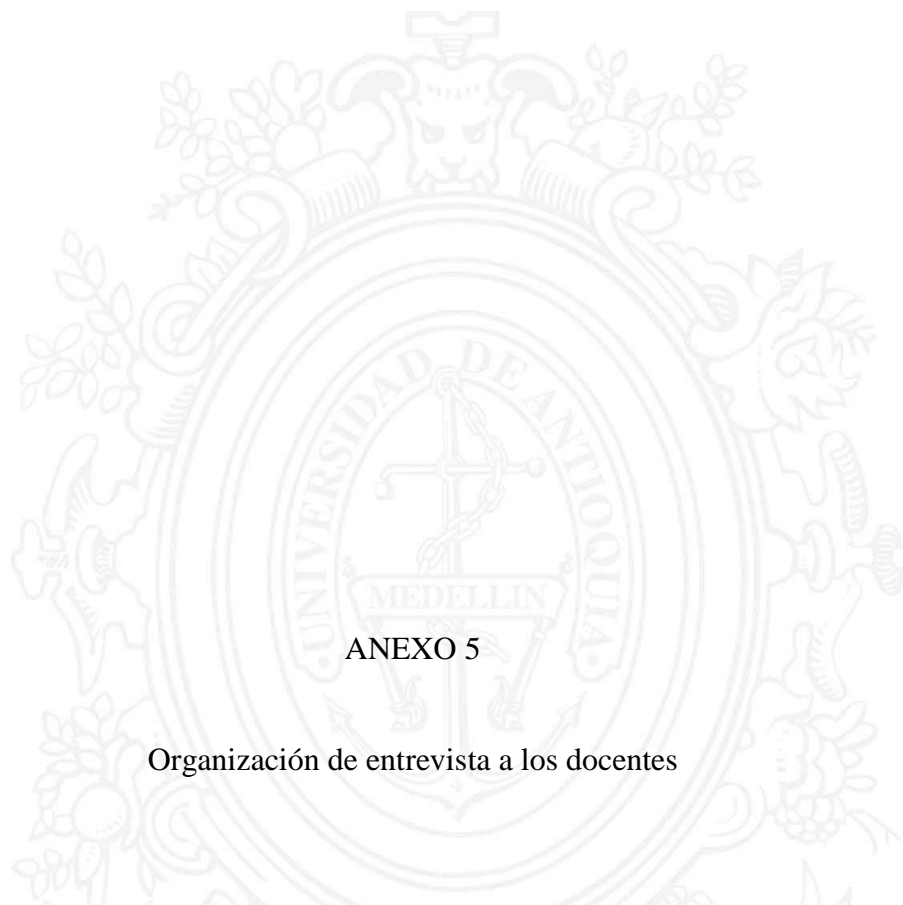 UNIVERSIDAD DE ANTIOQUIA
MEDELLIN
ANEXO 5
Organización de entrevista a los docentes